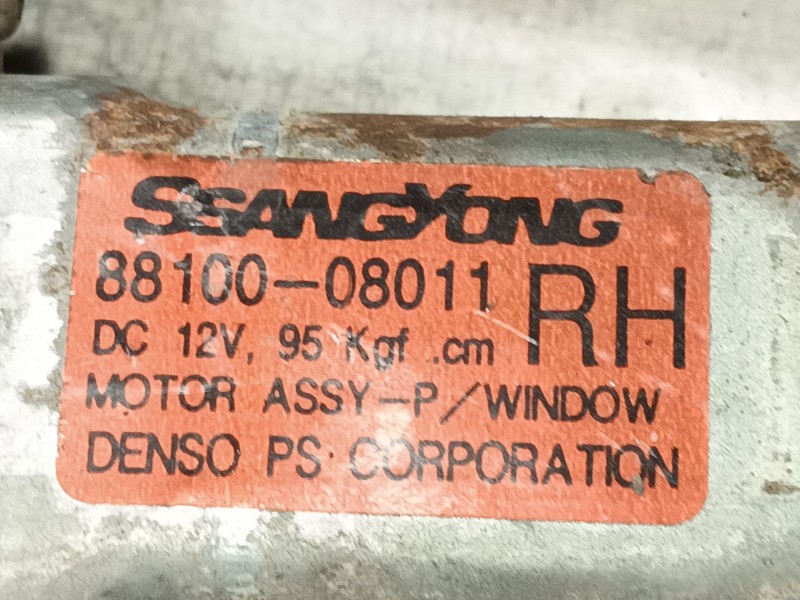 SSANGYONG
88100-08011 RH
DC 12V, 95 Kgf .cm
MOTOR ASSY-P/WINDOW
DENSO PS CORPORATION